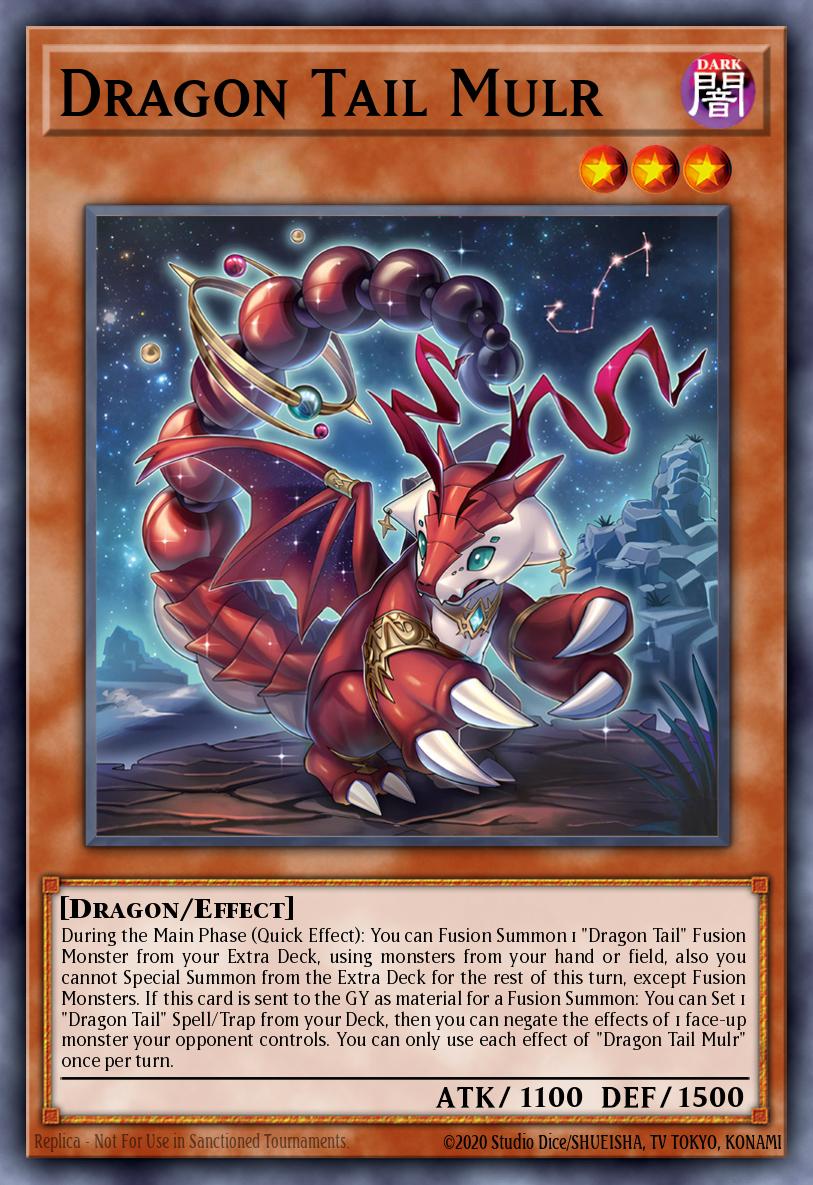 Dragon Tail Mulr
DARK
闇
[Dragon/Effect]
During the Main Phase (Quick Effect): You can Fusion Summon 1 "Dragon Tail" Fusion
Monster from your Extra Deck, using monsters from your hand or field, also you
cannot Special Summon from the Extra Deck for the rest of this turn, except Fusion
Monsters. If this card is sent to the GY as material for a Fusion Summon: You can Set 1
"Dragon Tail" Spell/Trap from your Deck, then you can negate the effects of 1 face-up
monster your opponent controls. You can only use each effect of "Dragon Tail Mulr"
once per turn.
ATK/ 1100 DEF/1500
Replica - Not For Use in Sanctioned Tournaments.
©2020 Studio Dice/SHUEISHA, TV TOKYO, KONAMI